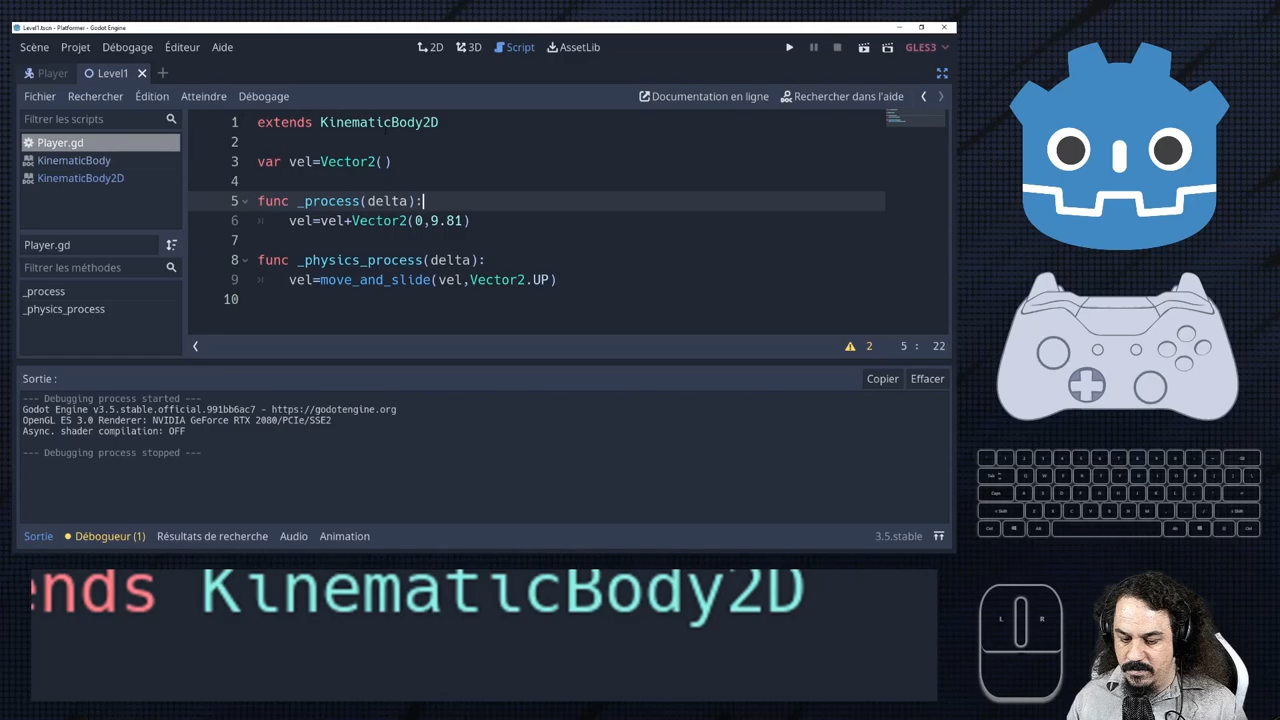 Level1.tscn - Platformer - Godot Engine
Scène Projet Débogage Éditeur Aide
2D 3D Script AssetLib
GLES3
Player Level1
Fichier Rechercher Édition Atteindre Débogage
Documentation en ligne Rechercher dans l'aide
Filtrer les scripts
Player.gd
KinematicBody
KinematicBody2D
Player.gd
Filtrer les méthodes
_process
_physics_process
1 extends KinematicBody2D
2
3 var vel=Vector2()
4
5 func _process(delta):
6 vel=vel+Vector2(0,9.81)
7
8 func _physics_process(delta):
9 vel=move_and_slide(vel,Vector2.UP)
10
2 5 : 22
Sortie :
Copier Effacer
--- Debugging process started ---
Godot Engine v3.5.stable.official.991bb6ac7 - https://godotengine.org
OpenGL ES 3.0 Renderer: NVIDIA GeForce RTX 2080/PCIe/SSE2
Async. shader compilation: OFF
--- Debugging process stopped ---
Sortie Débogueur (1) Résultats de recherche Audio Animation
3.5.stable
ends KinematicBody2D
L R